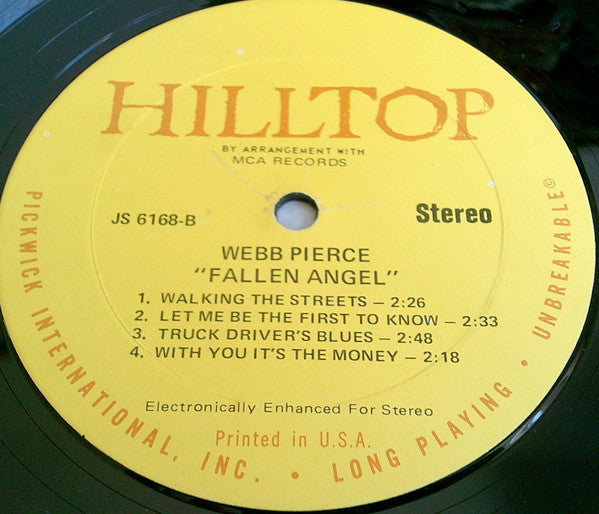 HILLTOP
BY ARRANGEMENT WITH
MCA RECORDS
JS 6168-B
Stereo
WEBB PIERCE
"FALLEN ANGEL"
1. WALKING THE STREETS – 2:26
2. LET ME BE THE FIRST TO KNOW – 2:33
3. TRUCK DRIVER'S BLUES – 2:48
4. WITH YOU IT'S THE MONEY – 2:18
Electronically Enhanced For Stereo
Printed in U.S.A.
PICKWICK INTERNATIONAL, INC. • LONG PLAYING • UNBREAKABLE©